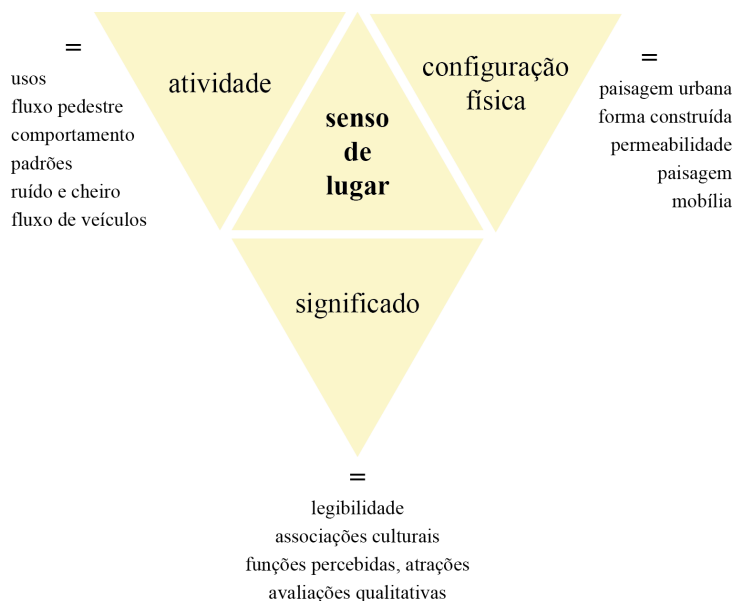 =
usos
fluxo pedestre
comportamento
padrões
ruído e cheiro
fluxo de veículos
atividade
senso
de
lugar
configuração
física
=
paisagem urbana
forma construída
permeabilidade
paisagem
mobília
significado
=
legibilidade
associações culturais
funções percebidas, atrações
avaliações qualitativas